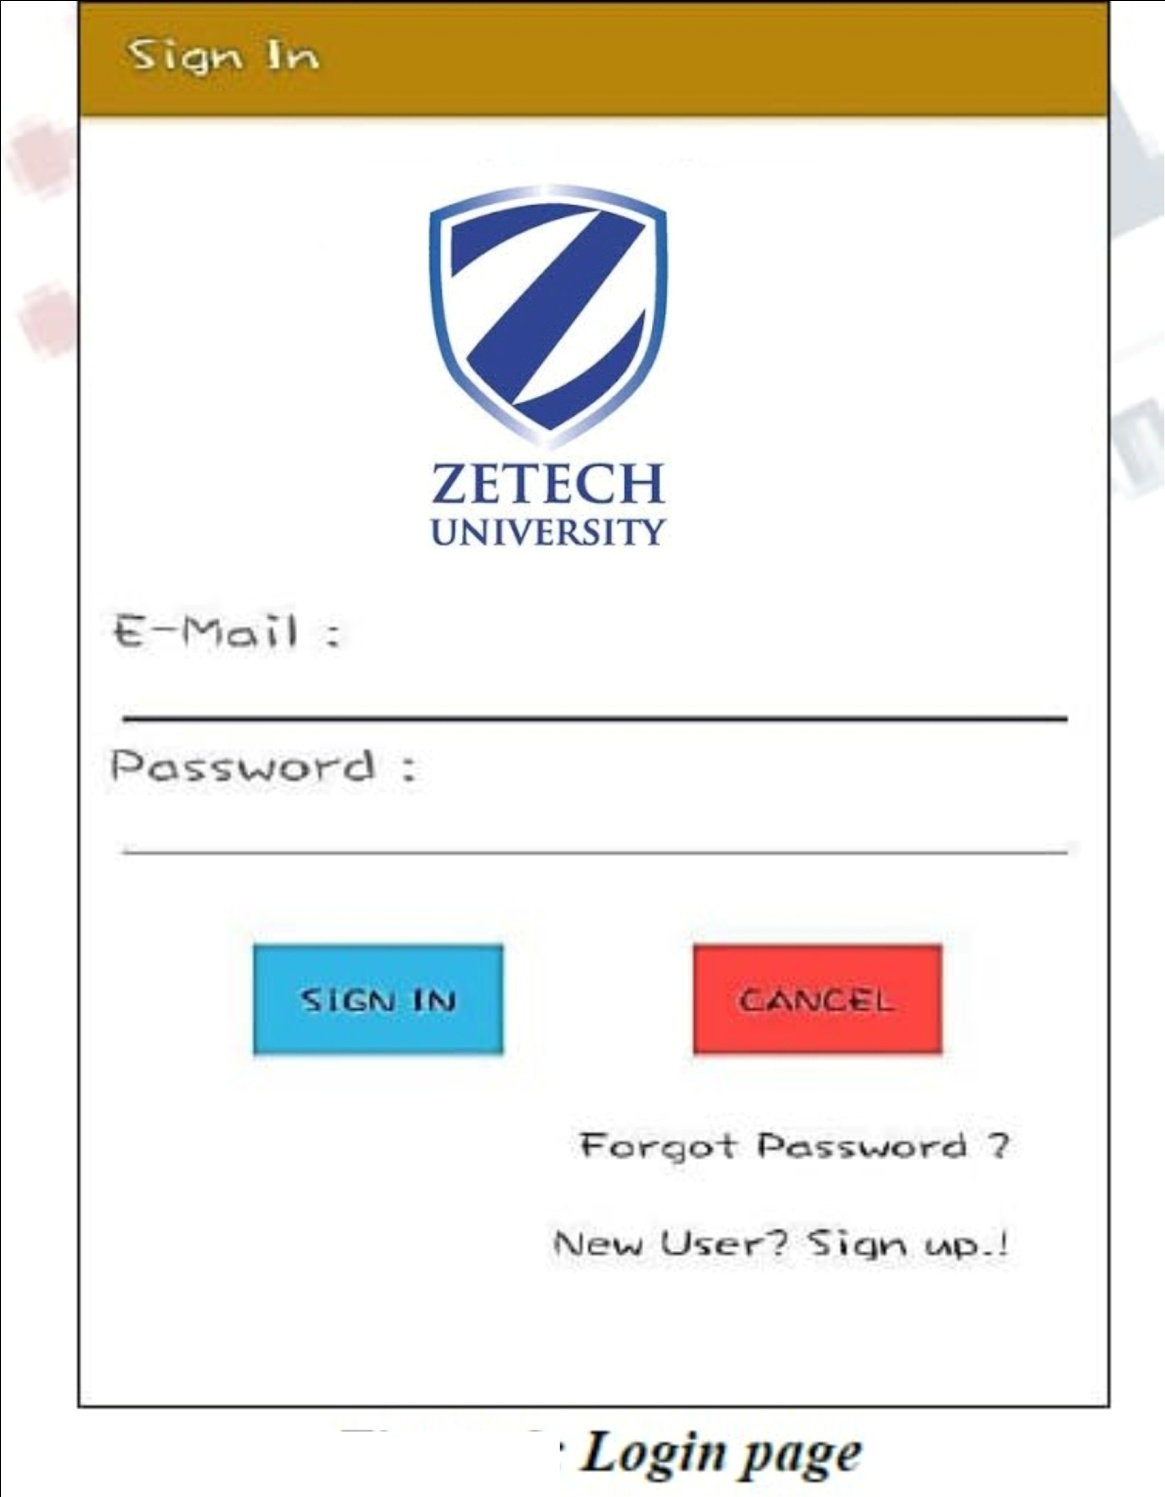 Sign In
ZETECH
UNIVERSITY
E-Mail :
Password :
SIGN IN
CANCEL
Forgot Password ?
New User? Sign up.!
: Login page